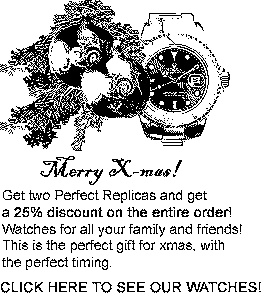 Merry X-mas!
Get two Perfect Replicas and get
a 25% discount on the entire order!
Watches for all your family and friends!
This is the perfect gift for xmas, with
the perfect timing.
CLICK HERE TO SEE OUR WATCHES!